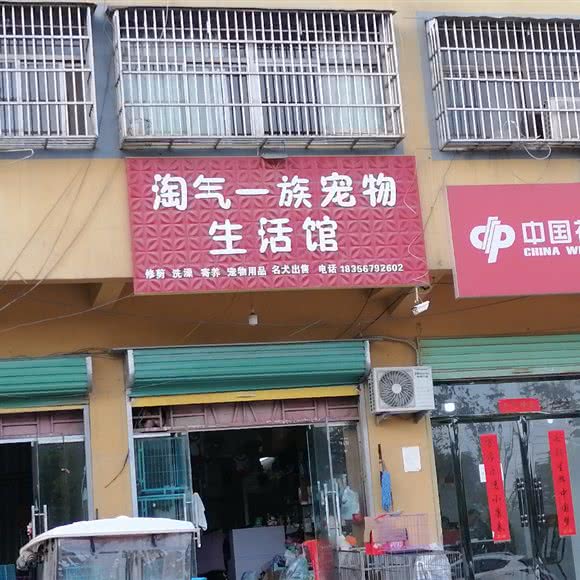 淘气一族宠物
生活馆
修剪 洗澡 寄养 宠物用品 名犬出售 电话 18356792602
中国
CHINA WE